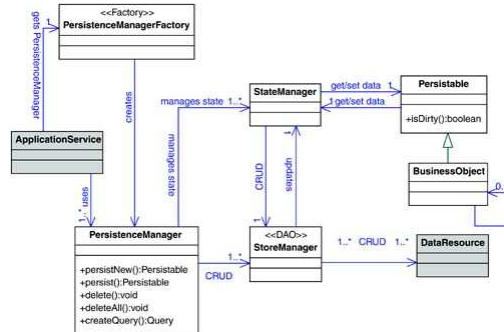 <<Factory>>
PersistenceManagerFactory
gets PersistenceManager
1
creates
manages state 1..*
manages state
StateManager
get/set data 1
1 get/set data
Persistable
+isDirty():boolean
ApplicationService
1..* uses
CRUD
1
1
updates
BusinessObject
0..
PersistenceManager
+persistNew():Persistable
+persist():Persistable
+delete():void
+deleteAll():void
+createQuery():Query
1..*
CRUD
<<DAO>>
StoreManager
1..* CRUD 1..*
DataResource